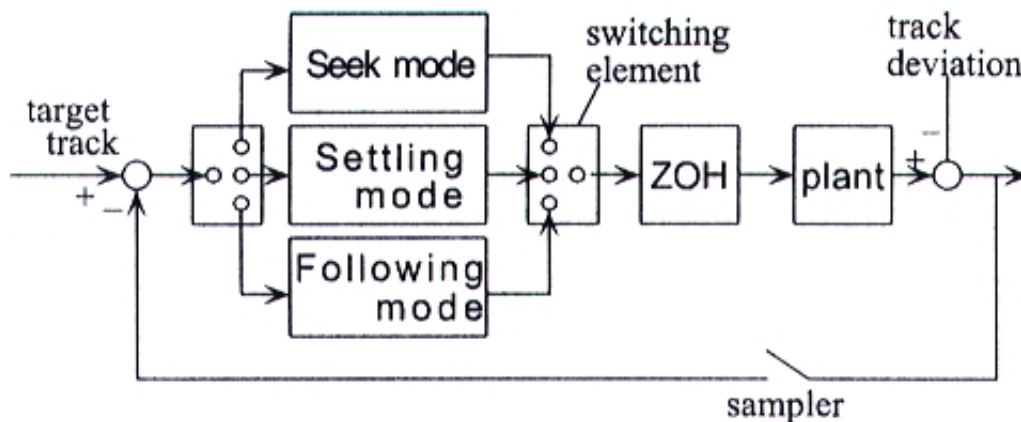 Seek mode
switching
element
track
deviation
target
track
+
−
Settling
mode
ZOH
plant
+
−
Following
mode
sampler